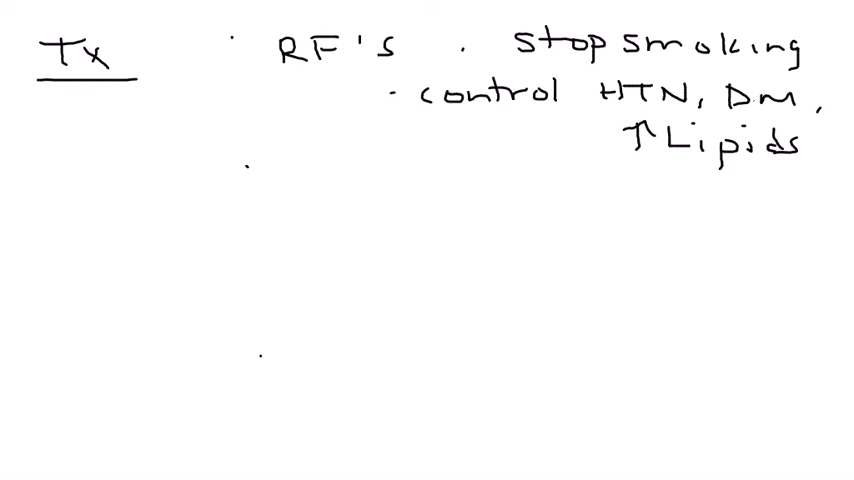 Tx · RF's · stop smoking
· control HTN, DM,
↑ Lipids